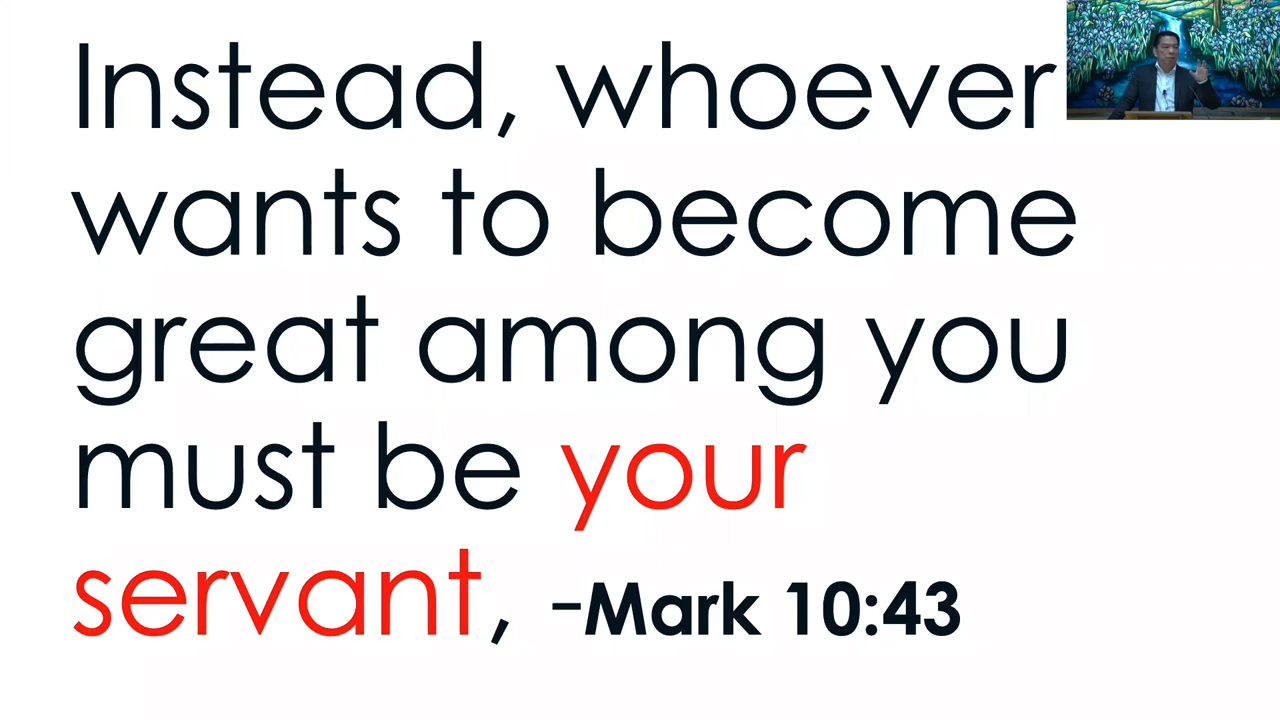 Instead, whoever
wants to become
great among you
must be your
servant, -Mark 10:43